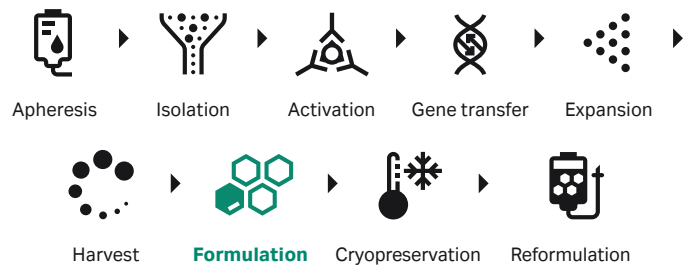 Apheresis Isolation Activation Gene transfer Expansion
Harvest Formulation Cryopreservation Reformulation